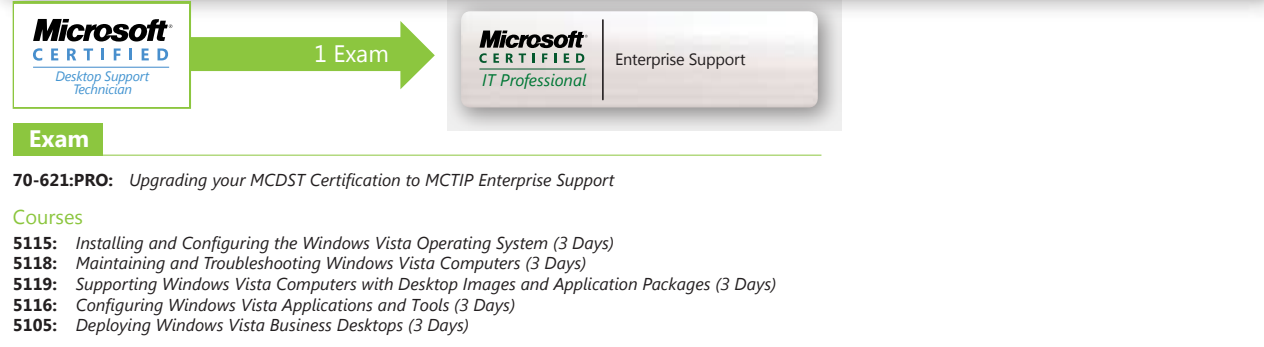 Microsoft
CERTIFIED
Desktop Support
Technician
1 Exam
Microsoft
CERTIFIED
IT Professional
Enterprise Support
Exam
70-621:PRO: Upgrading your MCDST Certification to MCTIP Enterprise Support
Courses
5115: Installing and Configuring the Windows Vista Operating System (3 Days)
5118: Maintaining and Troubleshooting Windows Vista Computers (3 Days)
5119: Supporting Windows Vista Computers with Desktop Images and Application Packages (3 Days)
5116: Configuring Windows Vista Applications and Tools (3 Days)
5105: Deploying Windows Vista Business Desktops (3 Days)